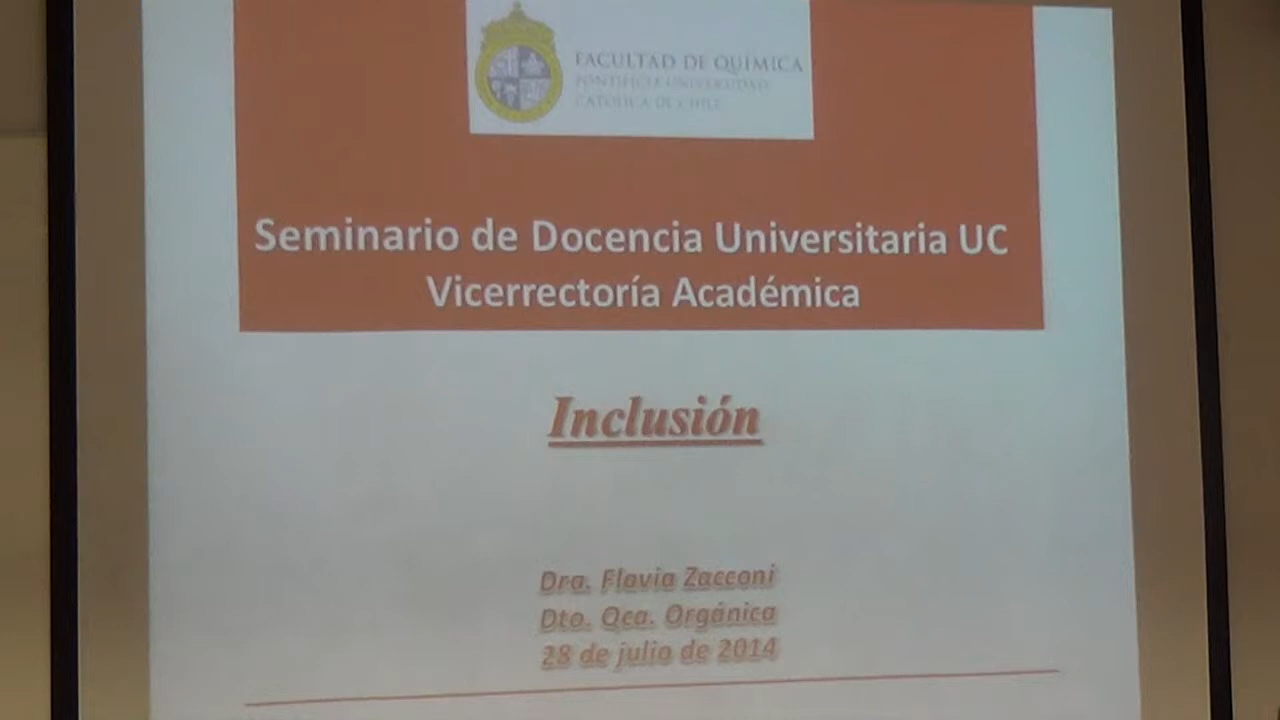 FACULTAD DE QUÍMICA
PONTIFICIA UNIVERSIDAD
CATÓLICA DE CHILE
Seminario de Docencia Universitaria UC
Vicerrectoría Académica
Inclusión
Dra. Flavia Zacconi
Dto. Qca. Orgánica
28 de julio de 2014